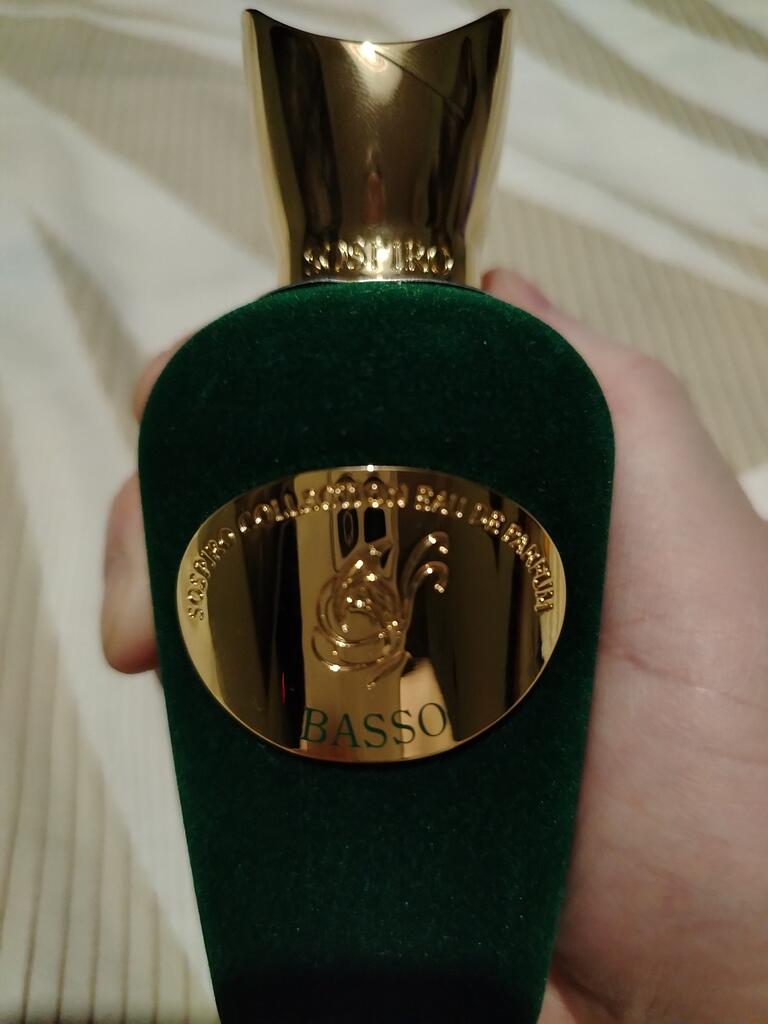 SOSPIRO
SOSPIRO COLLECTION EAU DE PARFUM
BASSO